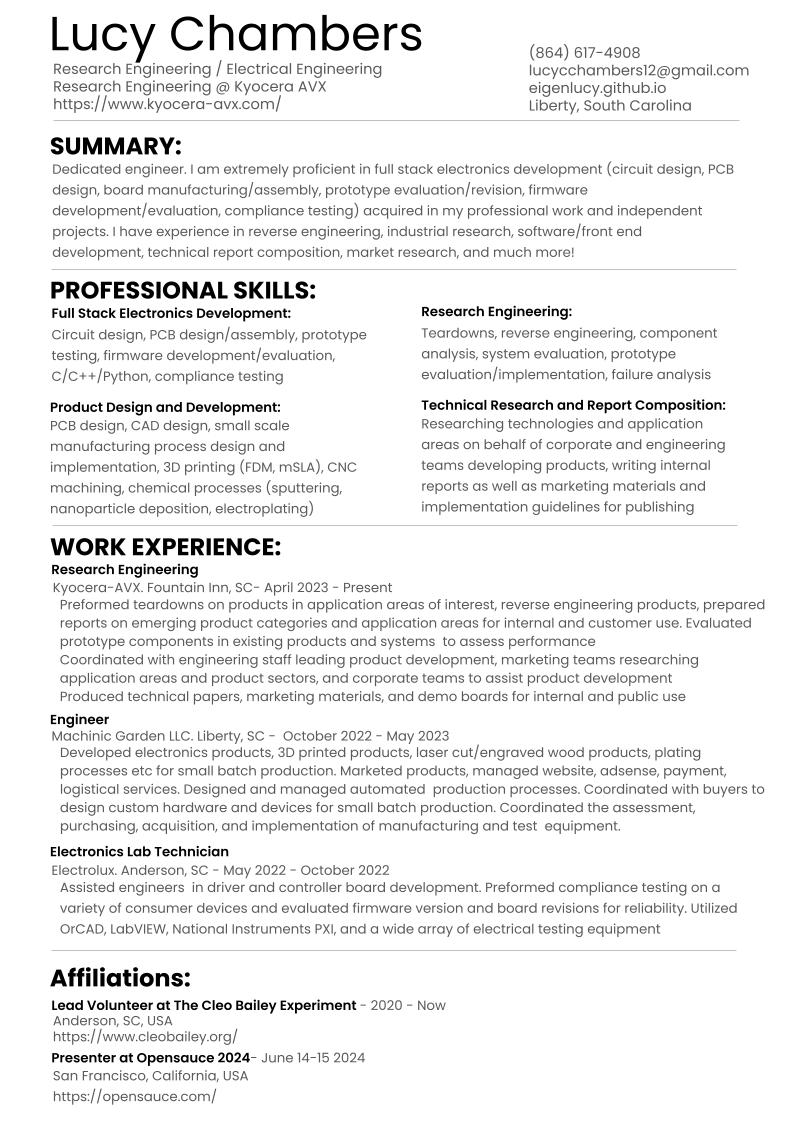 Lucy Chambers
Research Engineering / Electrical Engineering
Research Engineering @ Kyocera AVX
https://www.kyocera-avx.com/
(864) 617-4908
lucycchambers12@gmail.com
eigenlucy.github.io
Liberty, South Carolina
SUMMARY:
Dedicated engineer. I am extremely proficient in full stack electronics development (circuit design, PCB
design, board manufacturing/assembly, prototype evaluation/revision, firmware
development/evaluation, compliance testing) acquired in my professional work and independent
projects. I have experience in reverse engineering, industrial research, software/front end
development, technical report composition, market research, and much more!
PROFESSIONAL SKILLS:
Full Stack Electronics Development:
Circuit design, PCB design/assembly, prototype
testing, firmware development/evaluation,
C/C++/Python, compliance testing
Product Design and Development:
PCB design, CAD design, small scale
manufacturing process design and
implementation, 3D printing (FDM, mSLA), CNC
machining, chemical processes (sputtering,
nanoparticle deposition, electroplating)
Research Engineering:
Teardowns, reverse engineering, component
analysis, system evaluation, prototype
evaluation/implementation, failure analysis
Technical Research and Report Composition:
Researching technologies and application
areas on behalf of corporate and engineering
teams developing products, writing internal
reports as well as marketing materials and
implementation guidelines for publishing
WORK EXPERIENCE:
Research Engineering
Kyocera-AVX. Fountain Inn, SC- April 2023 - Present
Preformed teardowns on products in application areas of interest, reverse engineering products, prepared
reports on emerging product categories and application areas for internal and customer use. Evaluated
prototype components in existing products and systems  to assess performance
Coordinated with engineering staff leading product development, marketing teams researching
application areas and product sectors, and corporate teams to assist product development
Produced technical papers, marketing materials, and demo boards for internal and public use
Engineer
Machinic Garden LLC. Liberty, SC -  October 2022 - May 2023
Developed electronics products, 3D printed products, laser cut/engraved wood products, plating
processes etc for small batch production. Marketed products, managed website, adsense, payment,
logistical services. Designed and managed automated  production processes. Coordinated with buyers to
design custom hardware and devices for small batch production. Coordinated the assessment,
purchasing, acquisition, and implementation of manufacturing and test  equipment.
Electronics Lab Technician
Electrolux. Anderson, SC - May 2022 - October 2022
Assisted engineers  in driver and controller board development. Preformed compliance testing on a
variety of consumer devices and evaluated firmware version and board revisions for reliability. Utilized
OrCAD, LabVIEW, National Instruments PXI, and a wide array of electrical testing equipment
Affiliations:
Lead Volunteer at The Cleo Bailey Experiment - 2020 - Now
Anderson, SC, USA
https://www.cleobailey.org/
Presenter at Opensauce 2024- June 14-15 2024
San Francisco, California, USA
https://opensauce.com/